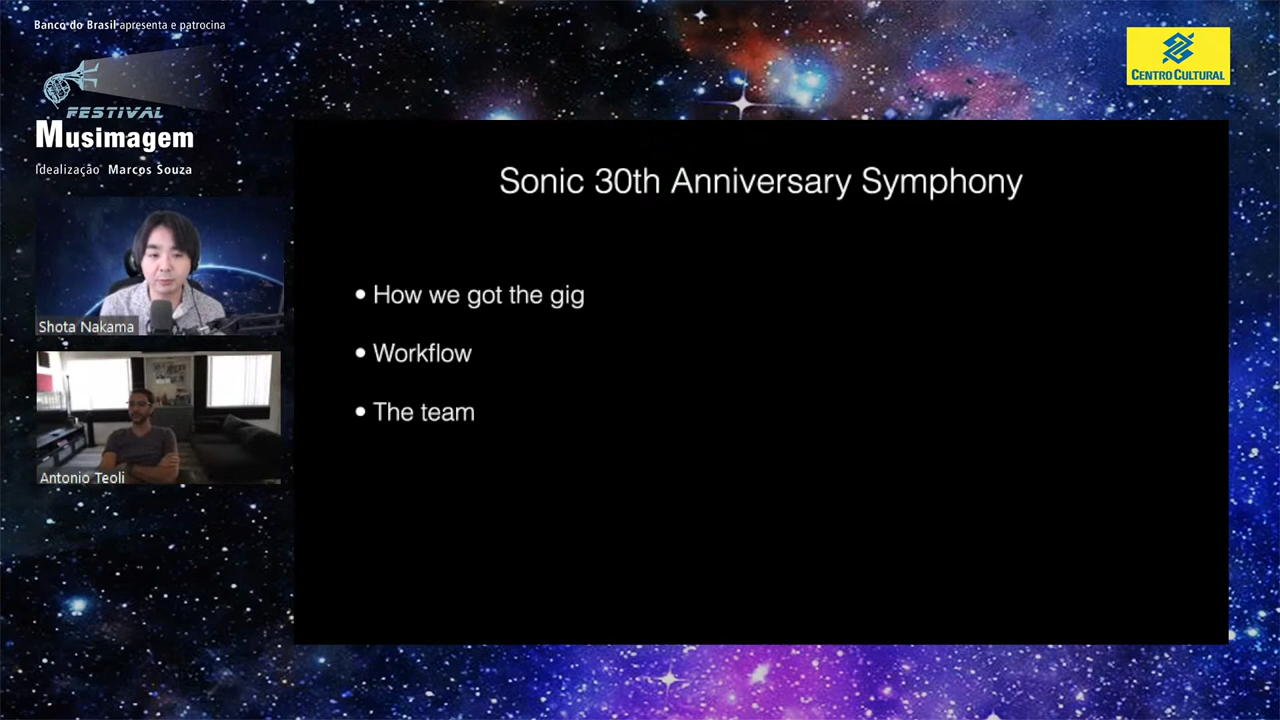 Banco do Brasil apresenta e patrocina
FESTIVAL
Musimagem
Idealização Marcos Souza
CENTRO CULTURAL
Sonic 30th Anniversary Symphony
• How we got the gig
• Workflow
• The team
Shota Nakama
Antonio Teoli